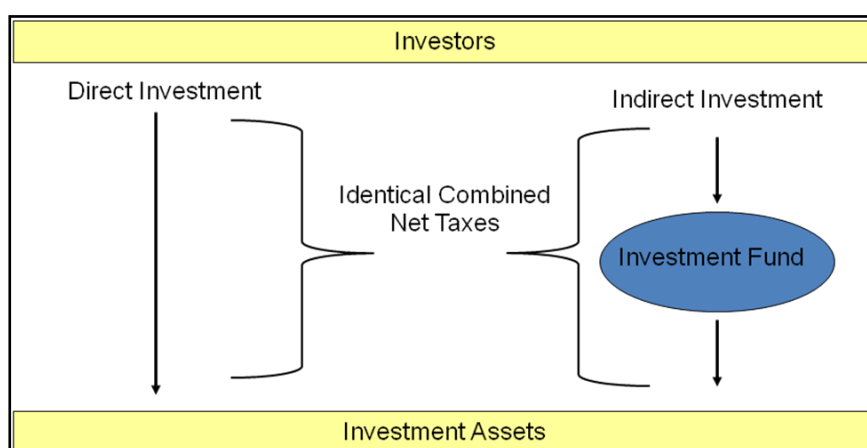 Investors
Direct Investment
Indirect Investment
Identical Combined
Net Taxes
Investment Fund
Investment Assets